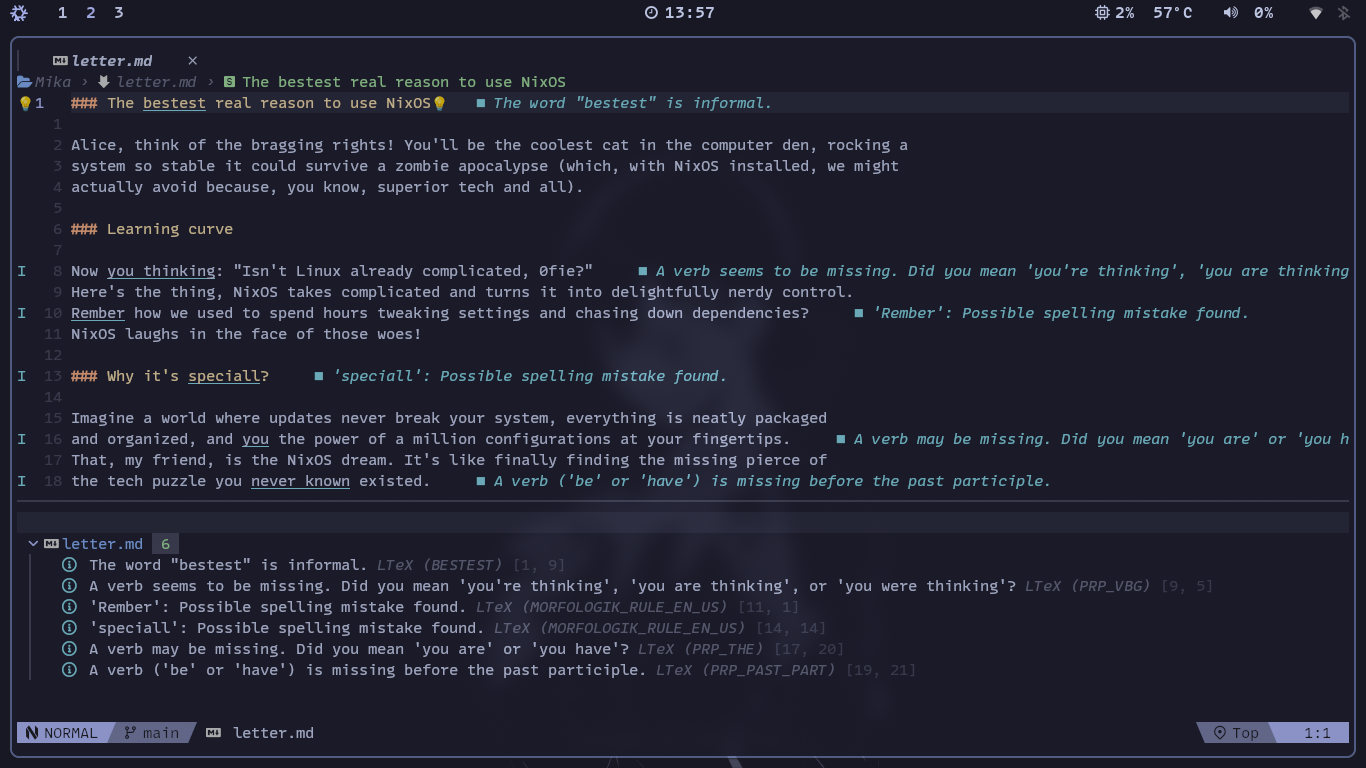 1 2 3 13:57 2% 57°C 0%
letter.md ×
Mika › letter.md › S The bestest real reason to use NixOS
1 ### The bestest real reason to use NixOS ■ The word "bestest" is informal.
1
2 Alice, think of the bragging rights! You'll be the coolest cat in the computer den, rocking a
3 system so stable it could survive a zombie apocalypse (which, with NixOS installed, we might
4 actually avoid because, you know, superior tech and all).
5
6 ### Learning curve
7
I 8 Now you thinking: "Isn't Linux already complicated, 0fie?" ■ A verb seems to be missing. Did you mean 'you're thinking', 'you are thinking
9 Here's the thing, NixOS takes complicated and turns it into delightfully nerdy control.
I 10 Rember how we used to spend hours tweaking settings and chasing down dependencies? ■ 'Rember': Possible spelling mistake found.
11 NixOS laughs in the face of those woes!
12
I 13 ### Why it's speciall? ■ 'speciall': Possible spelling mistake found.
14
15 Imagine a world where updates never break your system, everything is neatly packaged
I 16 and organized, and you the power of a million configurations at your fingertips. ■ A verb may be missing. Did you mean 'you are' or 'you h
17 That, my friend, is the NixOS dream. It's like finally finding the missing pierce of
I 18 the tech puzzle you never known existed. ■ A verb ('be' or 'have') is missing before the past participle.
letter.md 6
The word "bestest" is informal. LTeX (BESTEST) [1, 9]
A verb seems to be missing. Did you mean 'you're thinking', 'you are thinking', or 'you were thinking'? LTeX (PRP_VBG) [9, 5]
'Rember': Possible spelling mistake found. LTeX (MORFOLOGIK_RULE_EN_US) [11, 1]
'speciall': Possible spelling mistake found. LTeX (MORFOLOGIK_RULE_EN_US) [14, 14]
A verb may be missing. Did you mean 'you are' or 'you have'? LTeX (PRP_THE) [17, 20]
A verb ('be' or 'have') is missing before the past participle. LTeX (PRP_PAST_PART) [19, 21]
NORMAL main letter.md Top 1:1